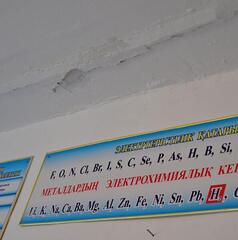 ЭЛЕКТРТЕРІСТІК ҚАТАРЫ
F, O, N, Cl, Br, I, S, C, Se, P, As, H, B, Si,
МЕТАЛДАРДЫҢ ЭЛЕКТРОХИМИЯЛЫҚ КЕР
Li, K, Na, Ca, Ba, Mg, Al, Zn, Fe, Ni, Sn, Pb, H, C